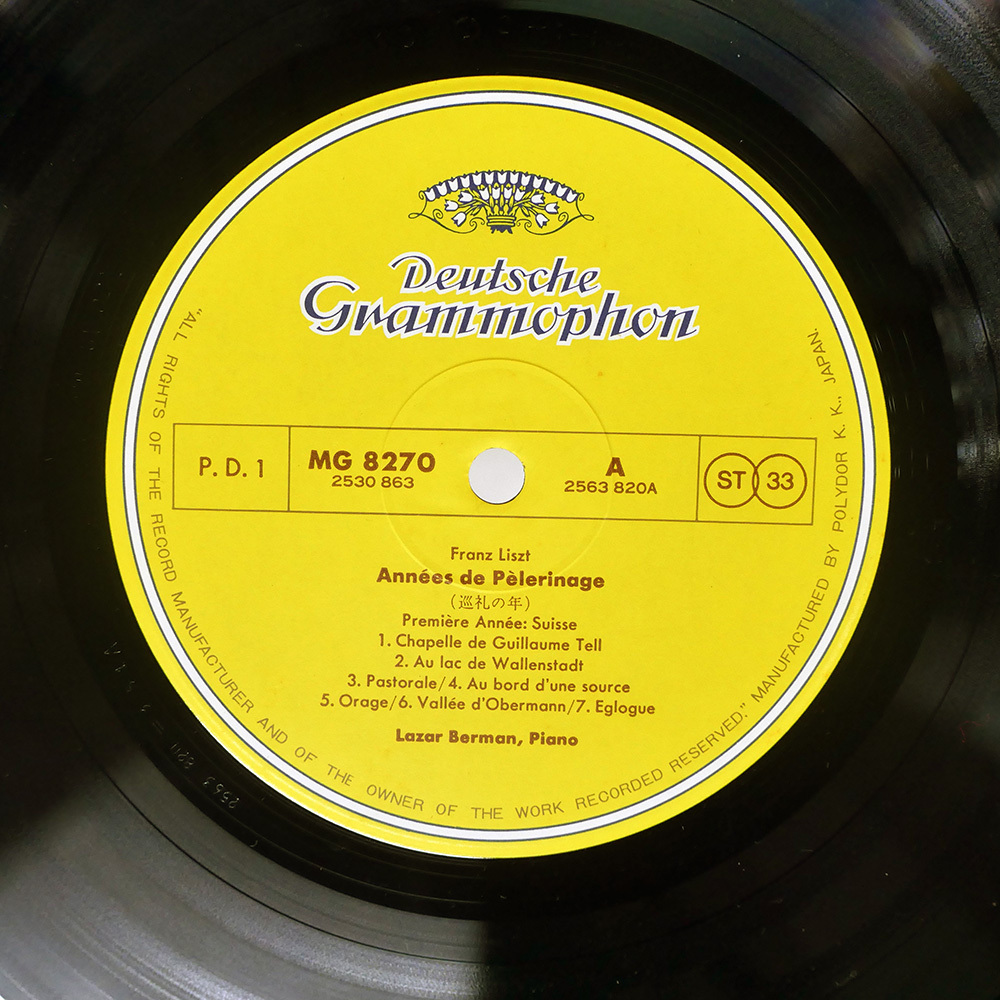 Deutsche
Grammophon
P. D. 1
MG 8270
2530 863
A
2563 820A
ST 33
Franz Liszt
Années de Pèlerinage
(巡礼の年)
Première Année: Suisse
1. Chapelle de Guillaume Tell
2. Au lac de Wallenstadt
3. Pastorale/4. Au bord d'une source
5. Orage/6. Vallée d'Obermann/7. Eglogue
Lazar Berman, Piano
"ALL RIGHTS OF THE RECORD MANUFACTURER AND OF THE OWNER OF THE WORK RECORDED RESERVED." MANUFACTURED BY POLYDOR K. K., JAPAN.